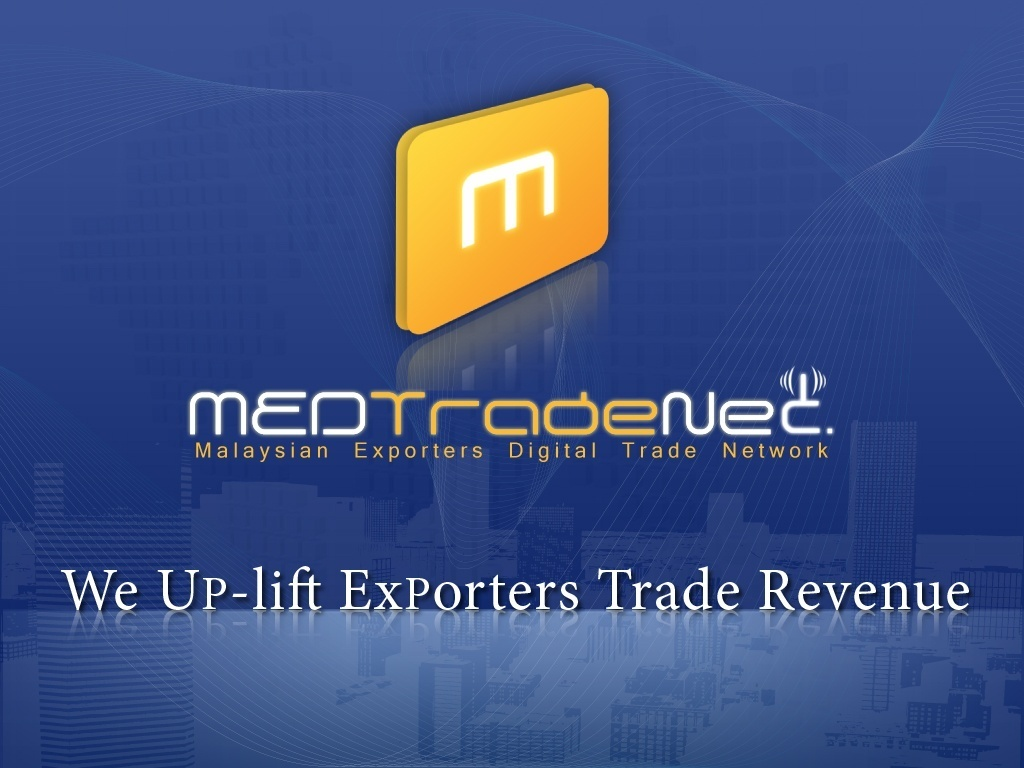 m
MEDTradeNet.
Malaysian Exporters Digital Trade Network
We UP-lift ExPorters Trade Revenue